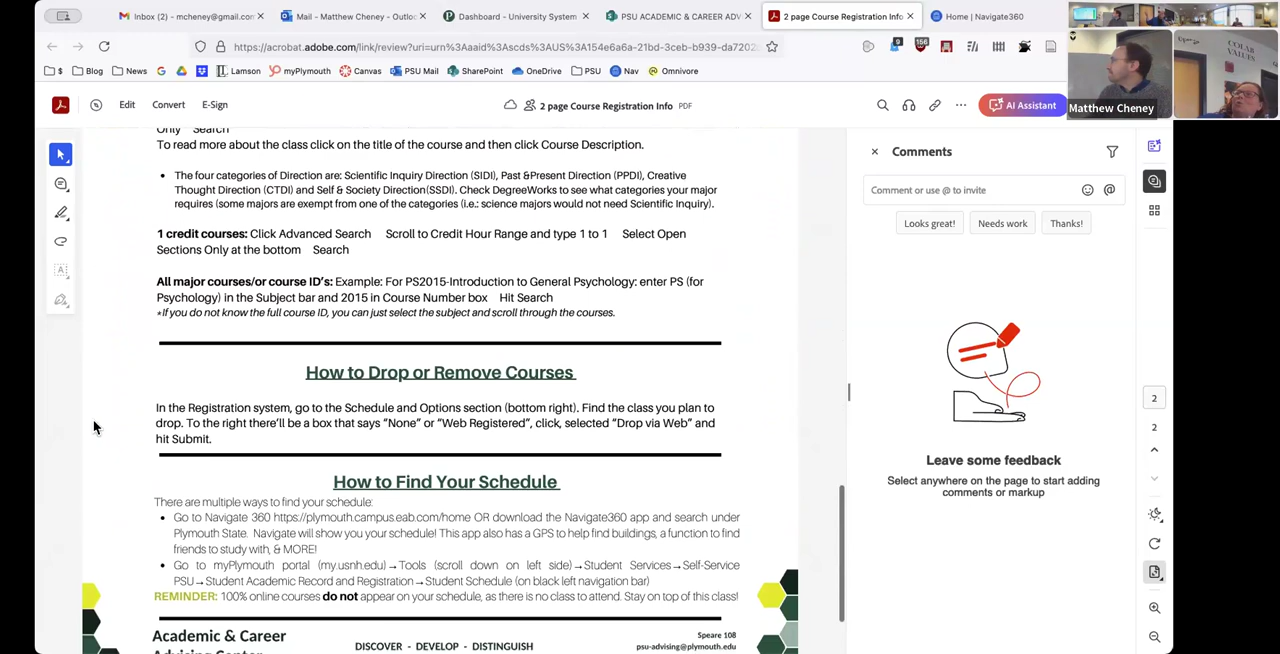 Inbox (2) - mcheney@gmail.con
Mail - Matthew Cheney - Outloo
Dashboard - University System
PSU ACADEMIC & CAREER ADV
2 page Course Registration Info
Home | Navigate360
https://acrobat.adobe.com/link/review?uri=urn%3Aaaid%3Ascds%3AUS%3A154e6a6a-21bd-3ceb-b939-da7202
9
156
$
Blog
News
Lamson
myPlymouth
Canvas
PSU Mail
SharePoint
OneDrive
PSU
Nav
Omnivore
COLAB
VALUES
Matthew Cheney
Edit
Convert
E-Sign
2 page Course Registration Info PDF
AI Assistant
Only Search
To read more about the class click on the title of the course and then click Course Description.
• The four categories of Direction are: Scientific Inquiry Direction (SIDI), Past &Present Direction (PPDI), Creative
Thought Direction (CTDI) and Self & Society Direction(SSDI). Check DegreeWorks to see what categories your major
requires (some majors are exempt from one of the categories (i.e.: science majors would not need Scientific Inquiry).
1 credit courses: Click Advanced Search Scroll to Credit Hour Range and type 1 to 1 Select Open
Sections Only at the bottom Search
All major courses/or course ID's: Example: For PS2015-Introduction to General Psychology: enter PS (for
Psychology) in the Subject bar and 2015 in Course Number box Hit Search
*If you do not know the full course ID, you can just select the subject and scroll through the courses.
How to Drop or Remove Courses
In the Registration system, go to the Schedule and Options section (bottom right). Find the class you plan to
drop. To the right there'll be a box that says "None" or "Web Registered", click, selected "Drop via Web" and
hit Submit.
How to Find Your Schedule
There are multiple ways to find your schedule:
• Go to Navigate 360 https://plymouth.campus.eab.com/home OR download the Navigate360 app and search under
Plymouth State. Navigate will show you your schedule! This app also has a GPS to help find buildings, a function to find
friends to study with, & MORE!
• Go to myPlymouth portal (my.usnh.edu)→Tools (scroll down on left side)→Student Services→Self-Service
PSU→Student Academic Record and Registration→Student Schedule (on black left navigation bar)
REMINDER: 100% online courses do not appear on your schedule, as there is no class to attend. Stay on top of this class!
Academic & Career
Advising Center
DISCOVER - DEVELOP - DISTINGUISH
Speare 108
psu-advising@plymouth.edu
Comments
Comment or use @ to invite
Looks great!
Needs work
Thanks!
Leave some feedback
Select anywhere on the page to start adding
comments or markup
2
2